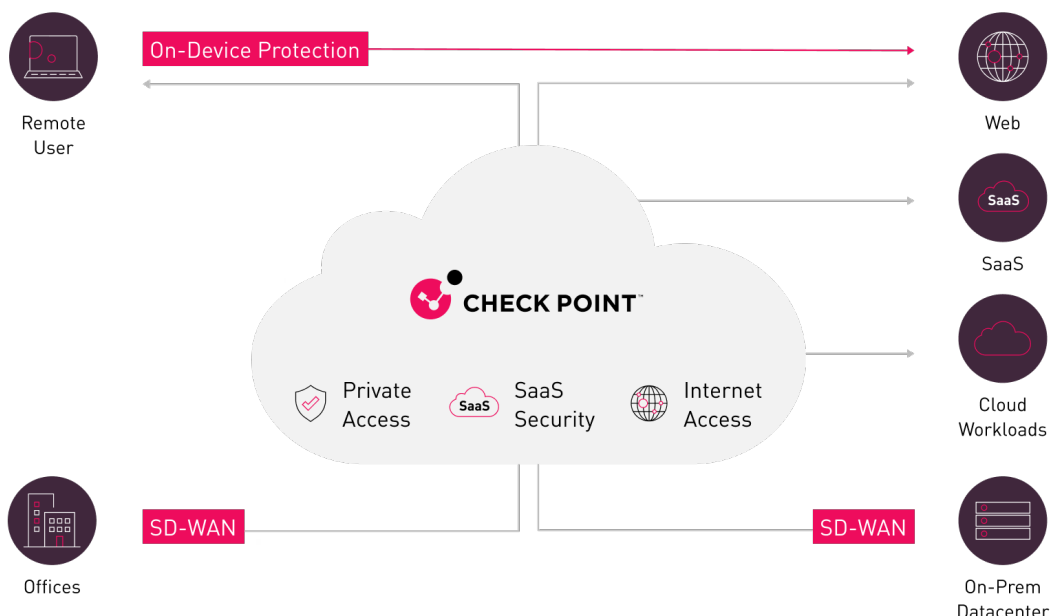 On-Device Protection
Remote
User
Web
SaaS
SaaS
CHECK POINT™
Private
Access
SaaS
SaaS
Security
Internet
Access
Cloud
Workloads
SD-WAN
SD-WAN
Offices
On-Prem
Datacenter